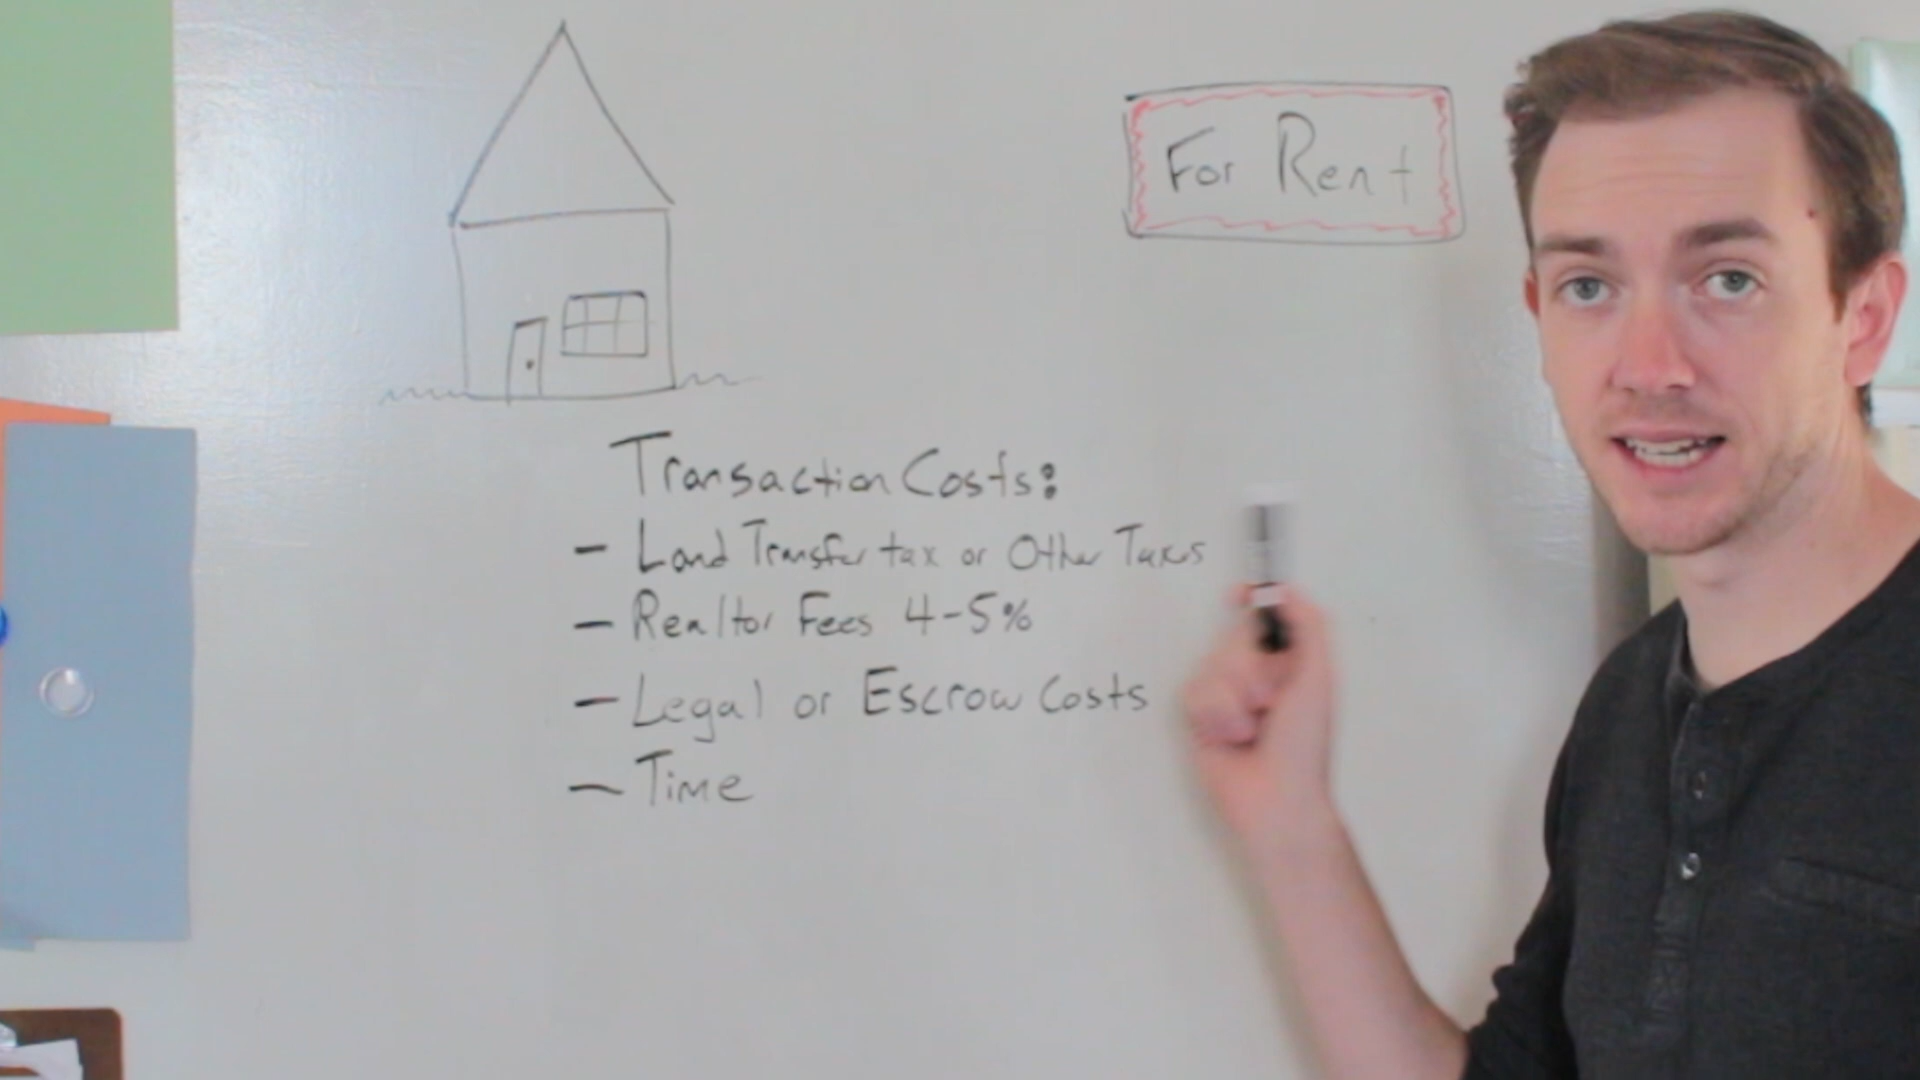 For Rent
Transaction Costs:
- Land Transfer tax or Other Taxes
- Realtor Fees 4-5%
- Legal or Escrow Costs
- Time